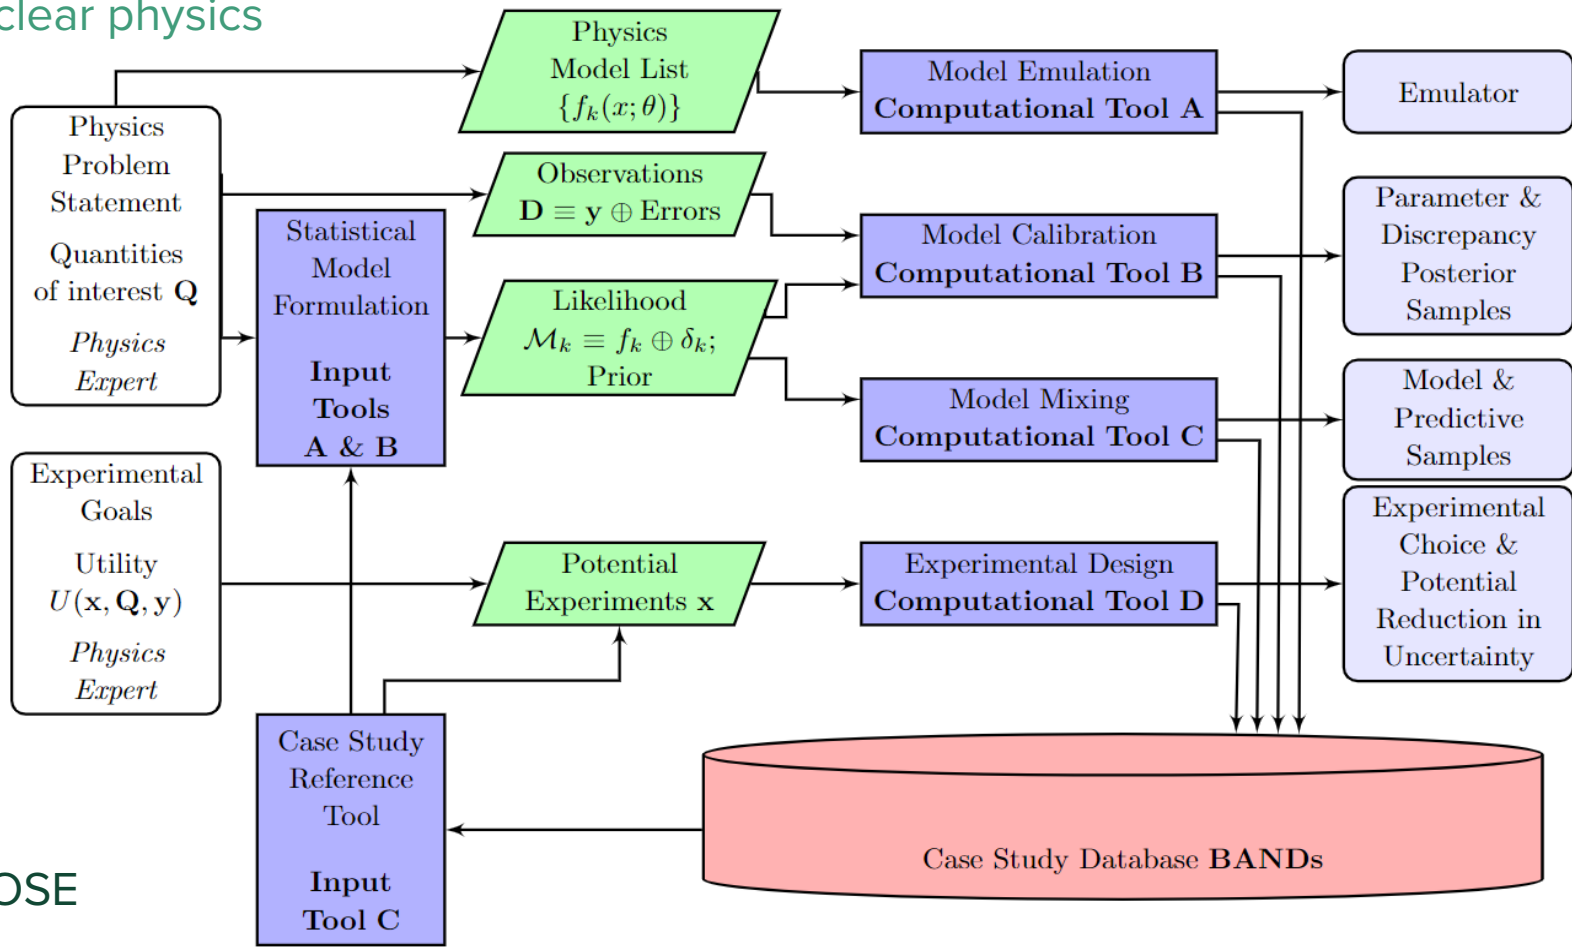 clear physics
Physics
Model List
{f_k(x; θ)}
Model Emulation
Computational Tool A
Emulator
Physics
Problem
Statement
Quantities
of interest Q
Physics
Expert
Observations
D ≡ y ⊕ Errors
Statistical
Model
Formulation
Input
Tools
A & B
Likelihood
M_k ≡ f_k ⊕ δ_k;
Prior
Model Calibration
Computational Tool B
Parameter &
Discrepancy
Posterior
Samples
Model Mixing
Computational Tool C
Model &
Predictive
Samples
Experimental
Goals
Utility
U(x, Q, y)
Physics
Expert
Potential
Experiments x
Experimental Design
Computational Tool D
Experimental
Choice &
Potential
Reduction in
Uncertainty
Case Study
Reference
Tool
Input
Tool C
Case Study Database BANDs
OSE